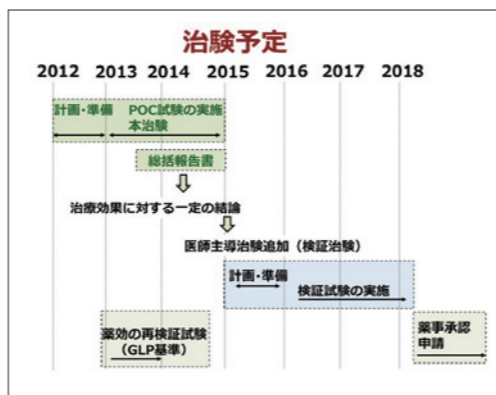 治験予定
2012 2013 2014 2015 2016 2017 2018
計画・準備 POC試験の実施
本治験
総括報告書
治療効果に対する一定の結論
医師主導治験追加（検証治験）
計画・準備
検証試験の実施
薬効の再検証試験
（GLP基準）
薬事承認
申請